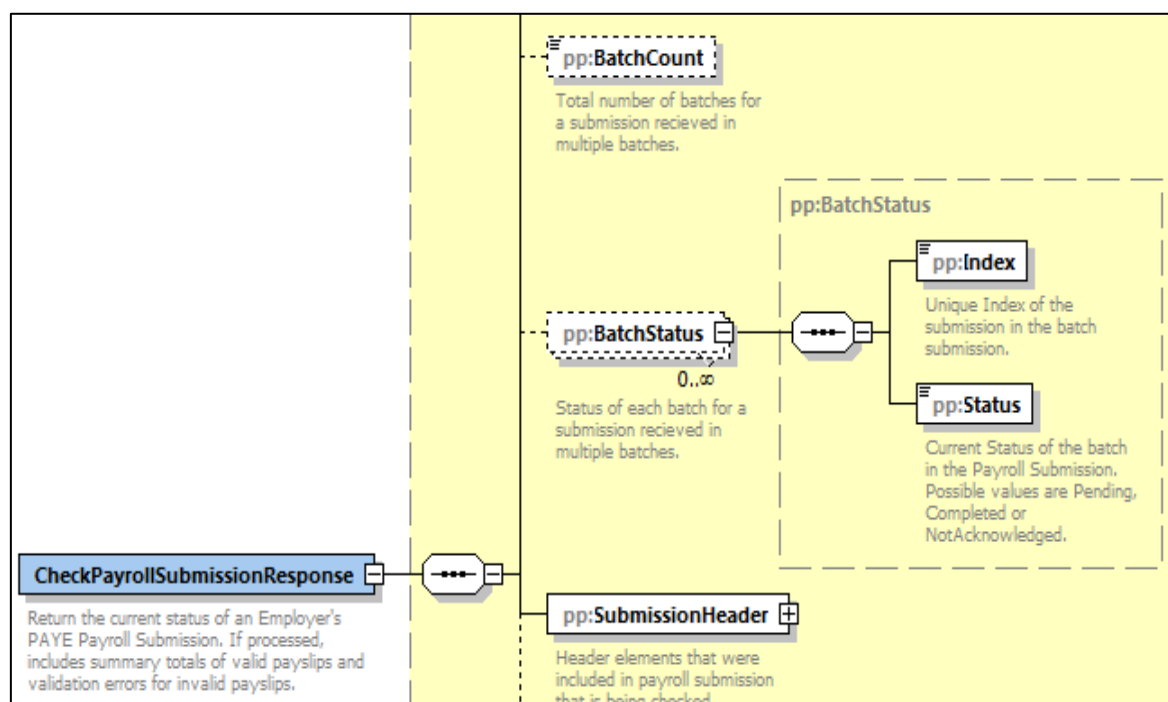 pp:BatchCount
Total number of batches for
a submission recieved in
multiple batches.
pp:BatchStatus
pp:Index
Unique Index of the
submission in the batch
submission.
pp:BatchStatus
0..∞
Status of each batch for a
submission recieved in
multiple batches.
pp:Status
Current Status of the batch
in the Payroll Submission.
Possible values are Pending,
Completed or
NotAcknowledged.
CheckPayrollSubmissionResponse
Return the current status of an Employer's
PAYE Payroll Submission. If processed,
includes summary totals of valid payslips and
validation errors for invalid payslips.
pp:SubmissionHeader
Header elements that were
included in payroll submission
that is being checked